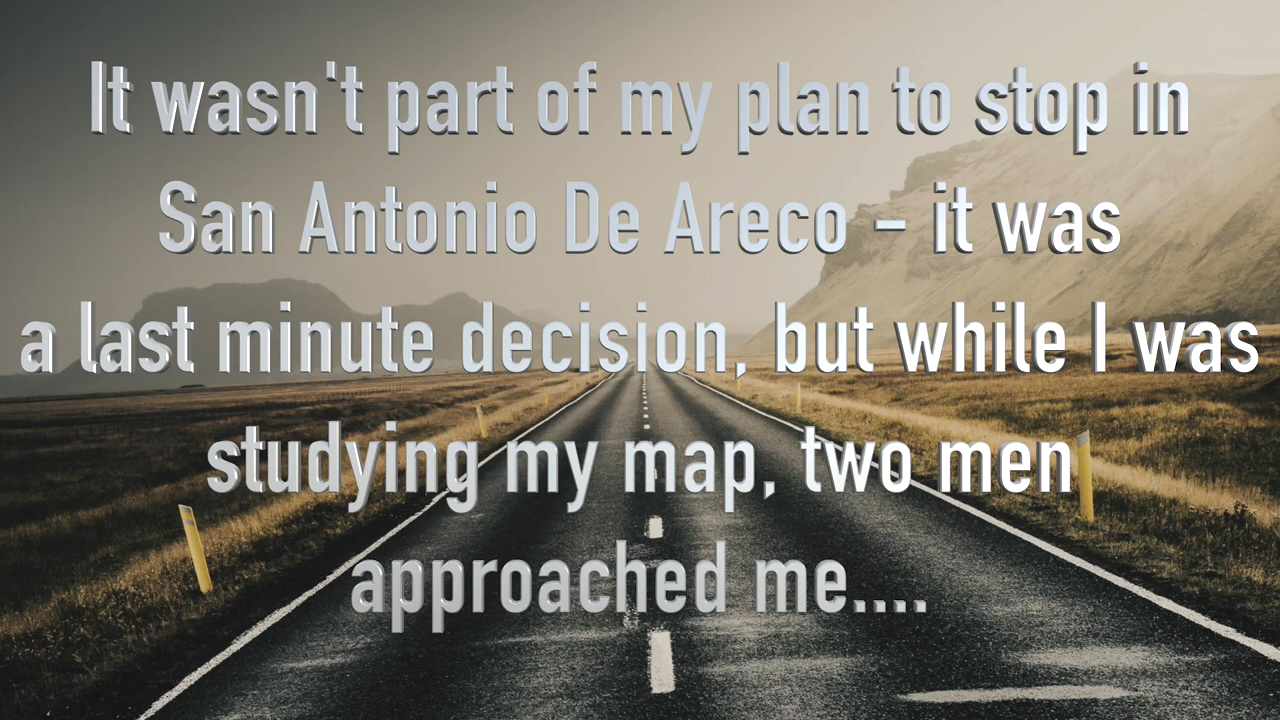 It wasn't part of my plan to stop in
San Antonio De Areco - it was
a last minute decision, but while I was
studying my map, two men
approached me....